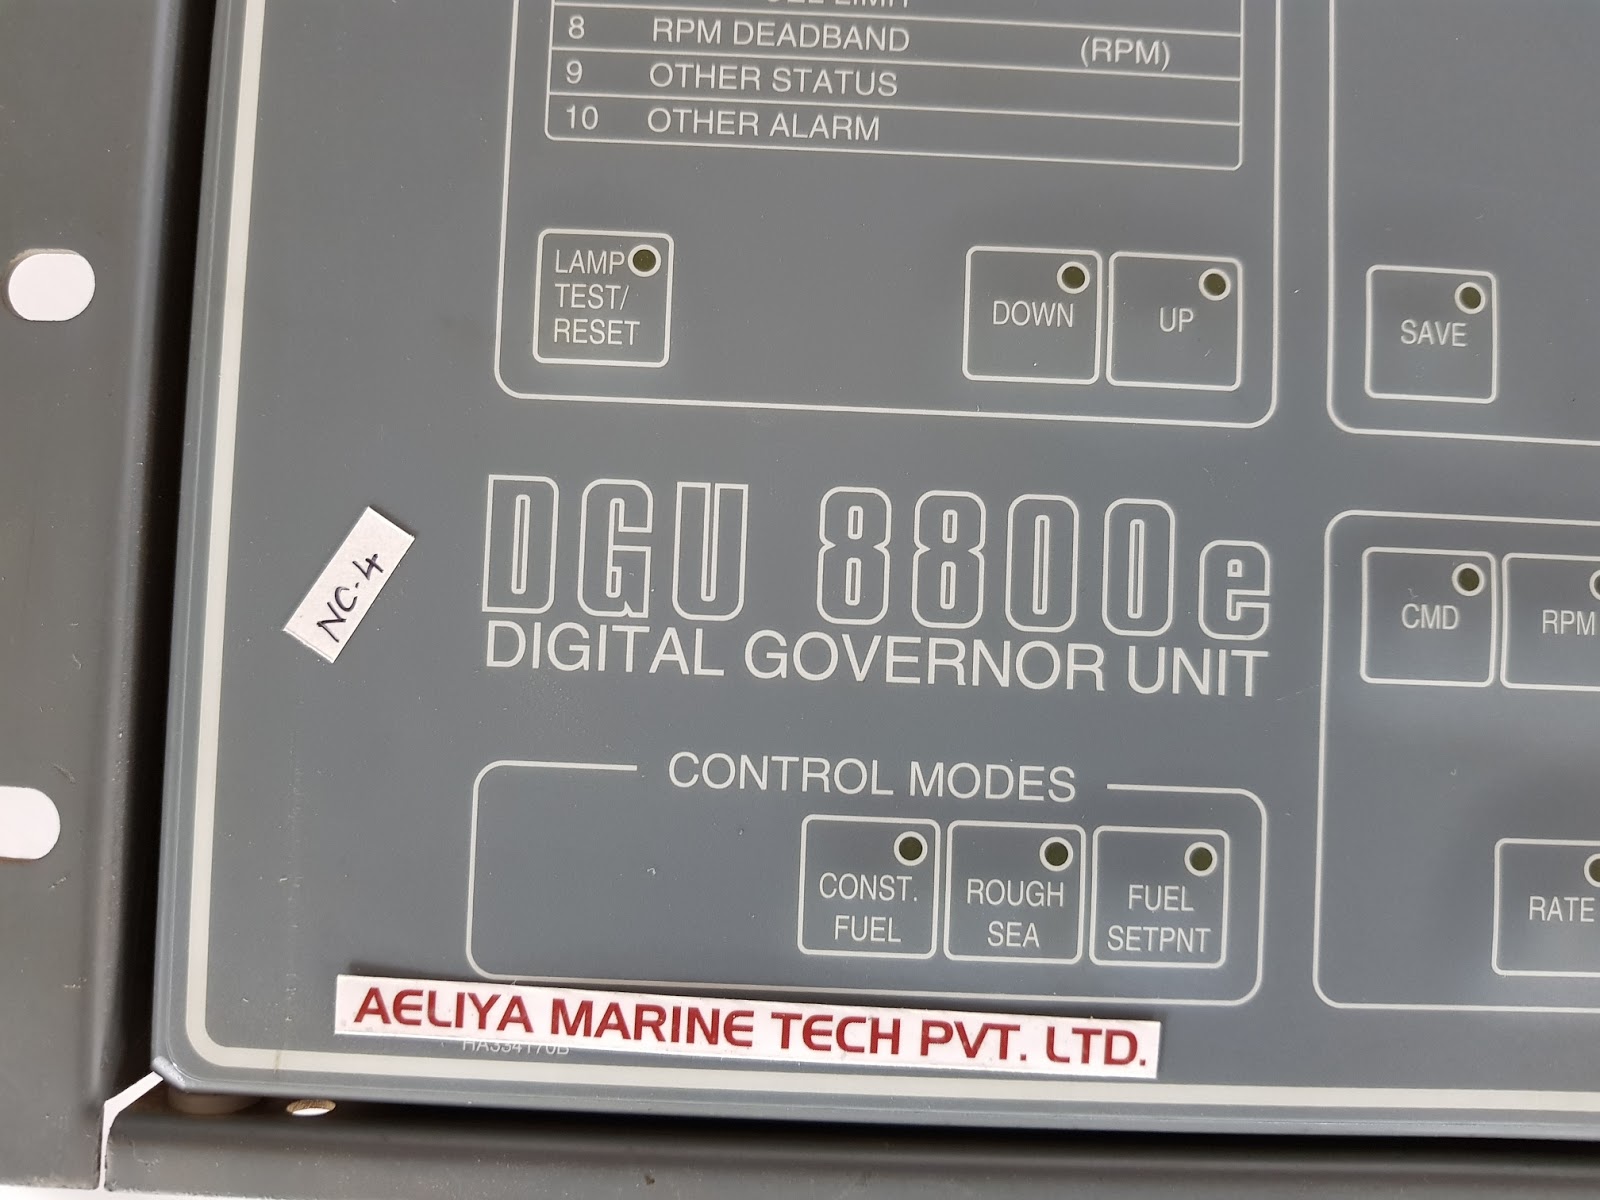 LIMIT
8 RPM DEADBAND (RPM)
9 OTHER STATUS
10 OTHER ALARM
LAMP
TEST/
RESET
DOWN
UP
SAVE
DGU 8800e
DIGITAL GOVERNOR UNIT
NC-4
CMD
RPM
CONTROL MODES
CONST.
FUEL
ROUGH
SEA
FUEL
SETPNT
RATE
AELIYA MARINE TECH PVT. LTD.